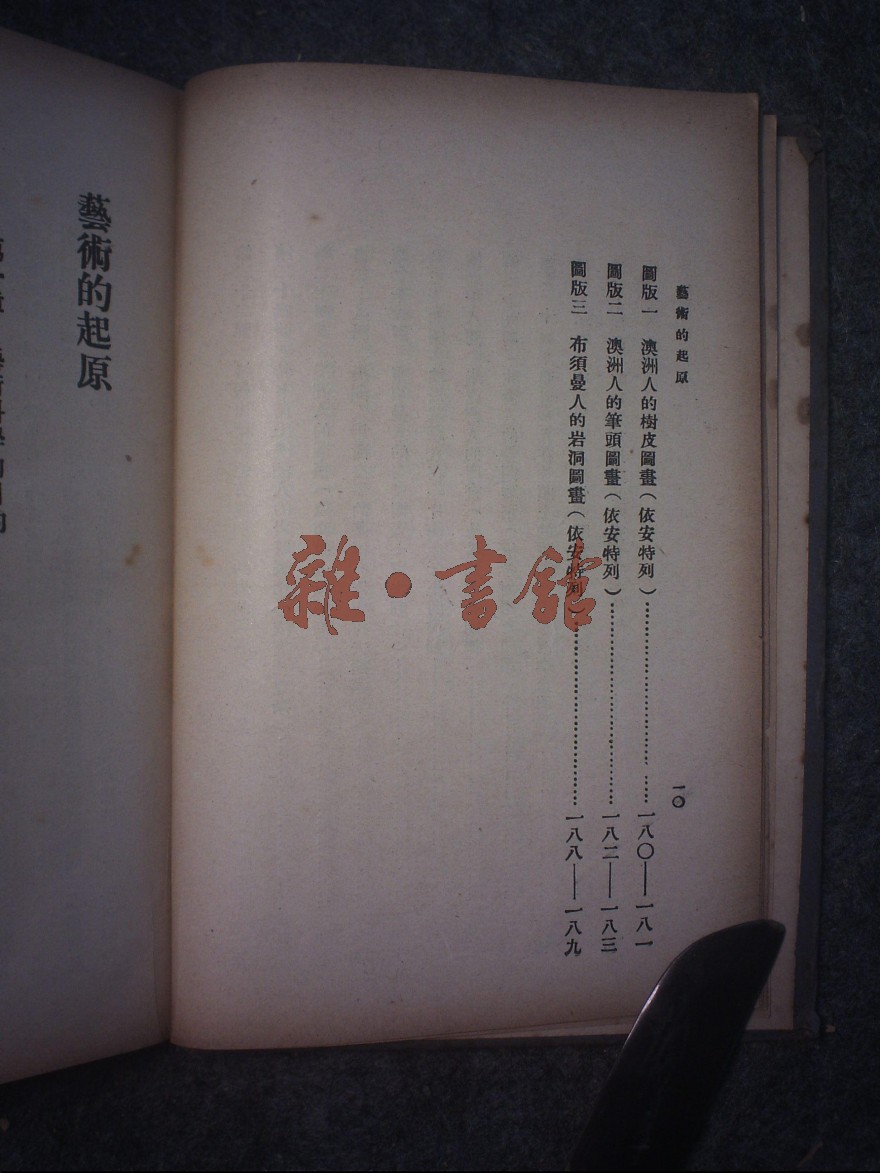 藝術的起原
一〇
圖版一　澳洲人的樹皮圖畫（依安特列）……………………一八〇——一八一
圖版二　澳洲人的筆頭圖畫（依安特列）……………………一八二——一八三
圖版三　布須曼人的岩洞圖畫（依安特列）……………………一八八——一八九
雜·書館
藝術的起原